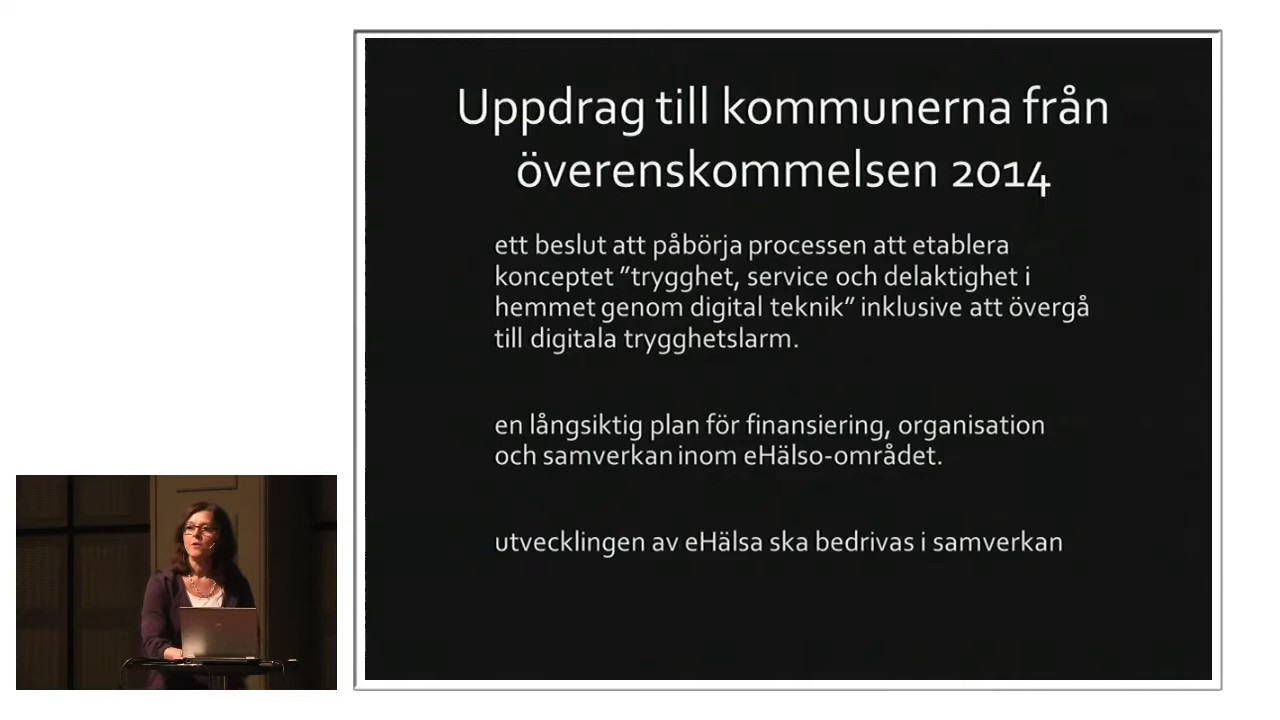 Uppdrag till kommunerna från
överenskommelsen 2014
ett beslut att påbörja processen att etablera
konceptet ”trygghet, service och delaktighet i
hemmet genom digital teknik” inklusive att övergå
till digitala trygghetslarm.
en långsiktig plan för finansiering, organisation
och samverkan inom eHälso-området.
utvecklingen av eHälsa ska bedrivas i samverkan